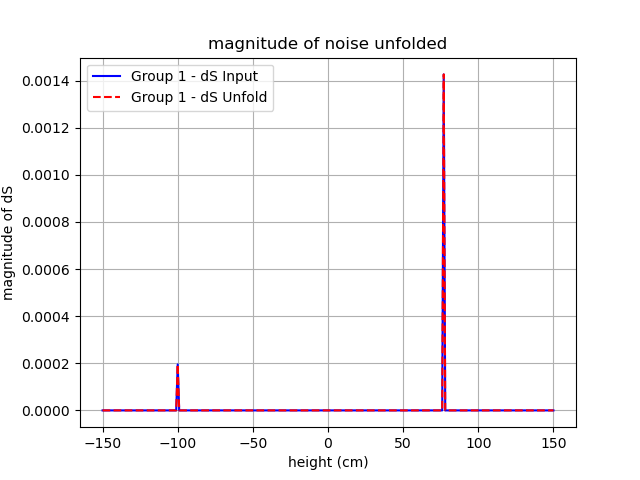 magnitude of noise unfolded
Group 1 - dS Input
Group 1 - dS Unfold
0.0014
0.0012
0.0010
0.0008
0.0006
0.0004
0.0002
0.0000
magnitude of dS
−150 −100 −50 0 50 100 150
height (cm)